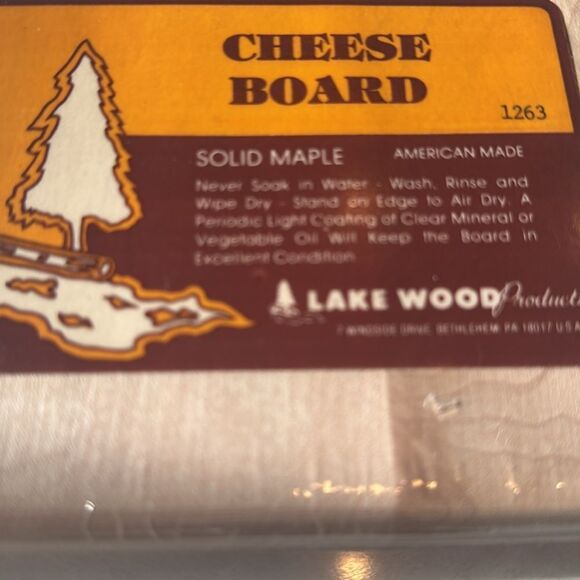 CHEESE
BOARD
1263
SOLID MAPLE AMERICAN MADE
Never Soak in Water - Wash, Rinse and
Wipe Dry - Stand on Edge to Air Dry. A
Periodic Light Coating of Clear Mineral or
Vegetable Oil Will Keep the Board in
Excellent Condition
LAKE WOOD Products
DRIVE BETHLEHEM PA 18017 U S A